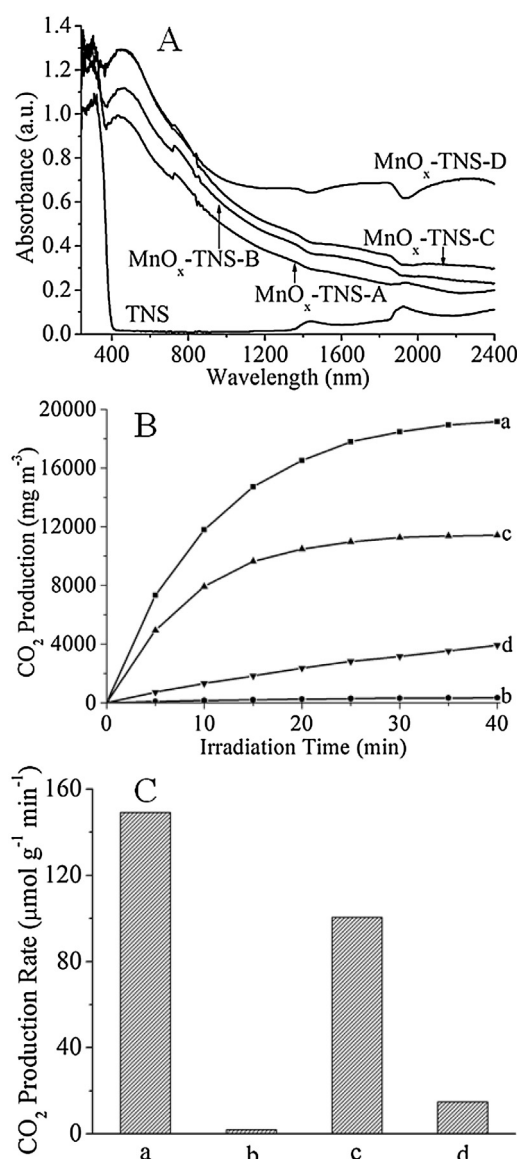 A
Absorbance (a.u.)
1.4
1.2
1.0
0.8
0.6
0.4
0.2
0.0
MnOₓ-TNS-D
MnOₓ-TNS-C
MnOₓ-TNS-B
MnOₓ-TNS-A
TNS
400 800 1200 1600 2000 2400
Wavelength (nm)
B
CO₂ Production (mg m⁻³)
20000
16000
12000
8000
4000
0
a
c
d
b
0 10 20 30 40
Irradiation Time (min)
C
CO₂ Production Rate (μmol g⁻¹ min⁻¹)
160
120
80
40
0
a b c d